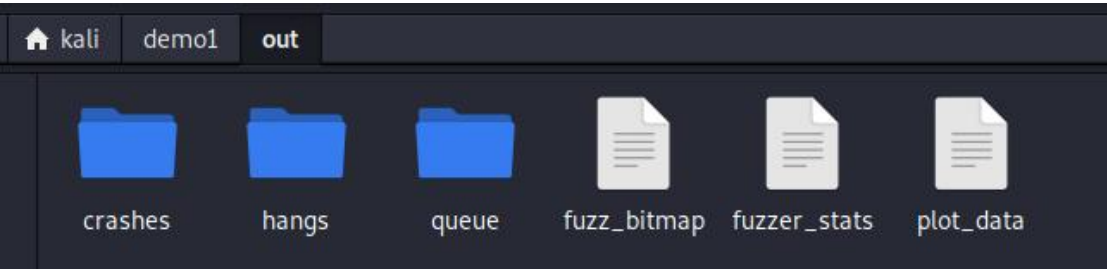 kali demo1 out
crashes hangs queue fuzz_bitmap fuzzer_stats plot_data